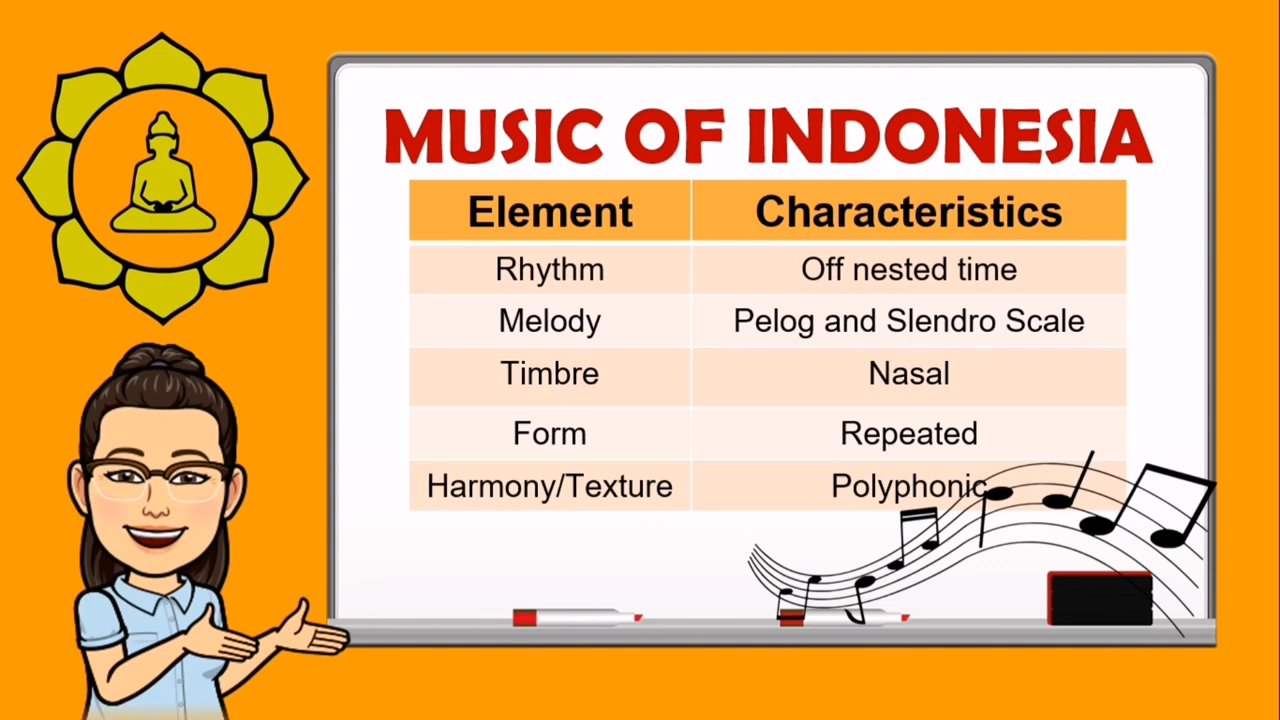 MUSIC OF INDONESIA
Element Characteristics
Rhythm Off nested time
Melody Pelog and Slendro Scale
Timbre Nasal
Form Repeated
Harmony/Texture Polyphonic